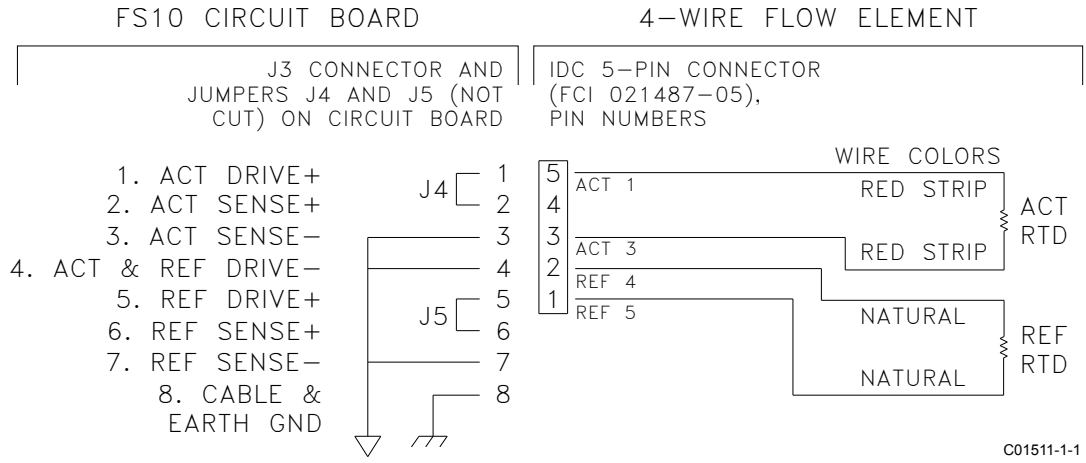 FS10 CIRCUIT BOARD
4-WIRE FLOW ELEMENT
J3 CONNECTOR AND
JUMPERS J4 AND J5 (NOT
CUT) ON CIRCUIT BOARD
IDC 5-PIN CONNECTOR
(FCI 021487-05),
PIN NUMBERS
1. ACT DRIVE+
2. ACT SENSE+
3. ACT SENSE-
4. ACT & REF DRIVE-
5. REF DRIVE+
6. REF SENSE+
7. REF SENSE-
8. CABLE &
EARTH GND
J4
J5
1
2
3
4
5
6
7
8
5
4
3
2
1
ACT 1
ACT 3
REF 4
REF 5
WIRE COLORS
RED STRIP
RED STRIP
NATURAL
NATURAL
ACT
RTD
REF
RTD
C01511-1-1